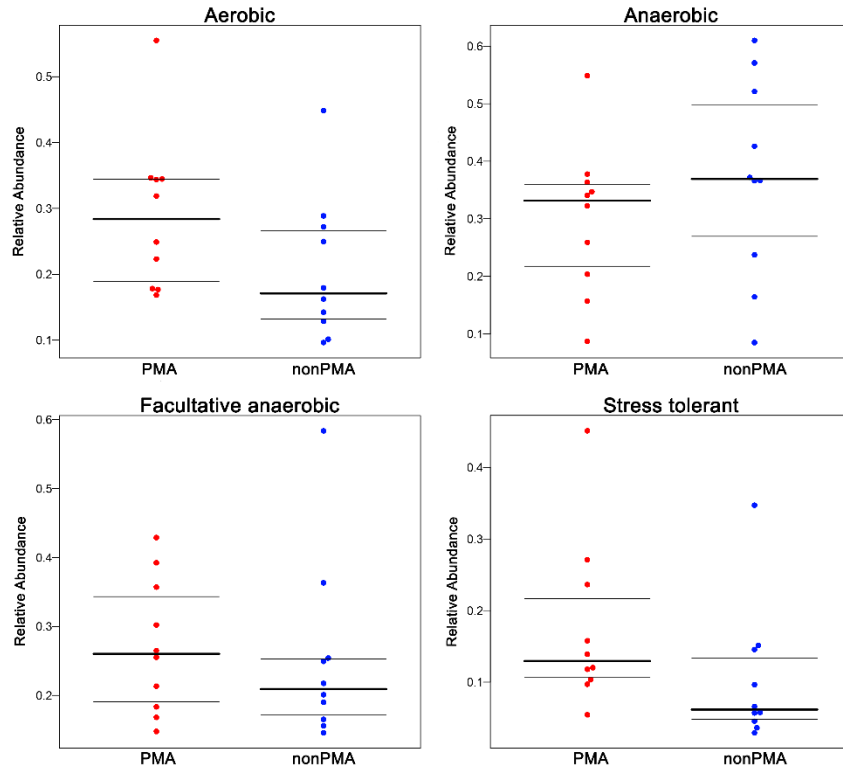 Aerobic
Relative Abundance
0.5
0.4
0.3
0.2
0.1
PMA nonPMA
Anaerobic
Relative Abundance
0.6
0.5
0.4
0.3
0.2
0.1
PMA nonPMA
Facultative anaerobic
Relative Abundance
0.6
0.5
0.4
0.3
0.2
PMA nonPMA
Stress tolerant
Relative Abundance
0.4
0.3
0.2
0.1
PMA nonPMA